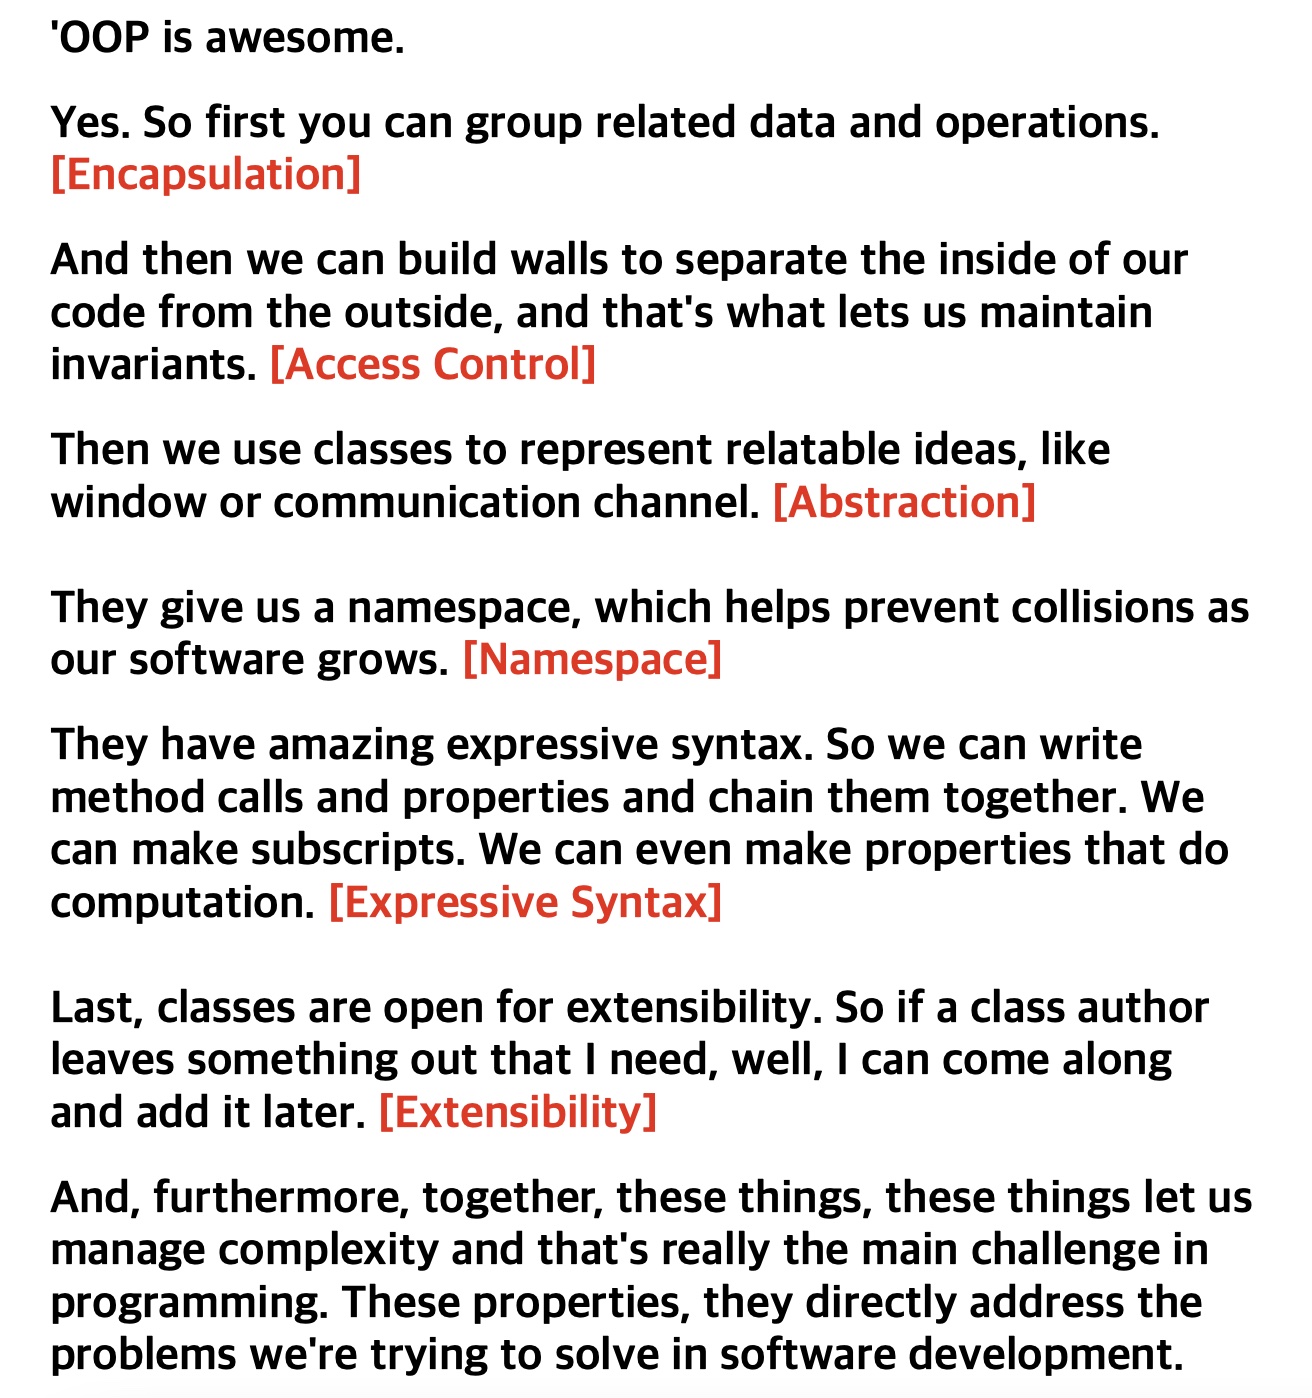 'OOP is awesome.
Yes. So first you can group related data and operations.
[Encapsulation]
And then we can build walls to separate the inside of our
code from the outside, and that's what lets us maintain
invariants. [Access Control]
Then we use classes to represent relatable ideas, like
window or communication channel. [Abstraction]
They give us a namespace, which helps prevent collisions as
our software grows. [Namespace]
They have amazing expressive syntax. So we can write
method calls and properties and chain them together. We
can make subscripts. We can even make properties that do
computation. [Expressive Syntax]
Last, classes are open for extensibility. So if a class author
leaves something out that I need, well, I can come along
and add it later. [Extensibility]
And, furthermore, together, these things, these things let us
manage complexity and that's really the main challenge in
programming. These properties, they directly address the
problems we're trying to solve in software development.